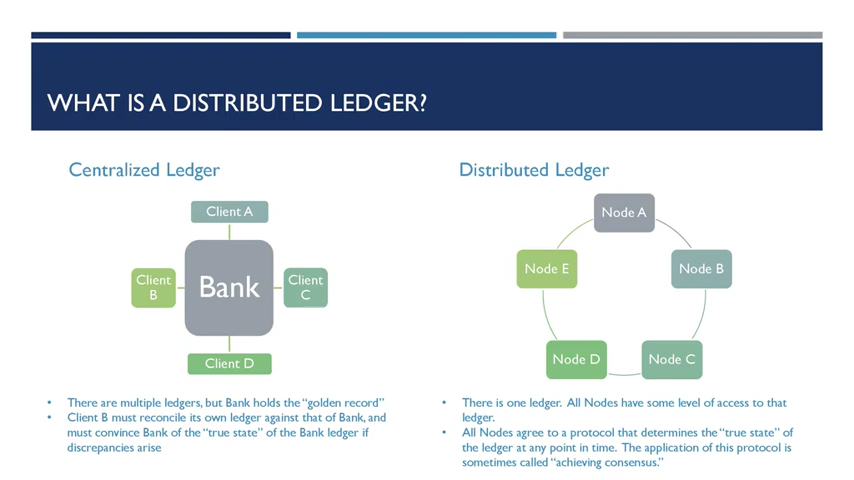 WHAT IS A DISTRIBUTED LEDGER?
Centralized Ledger
Client A
Client
B
Bank
Client
C
Client D
• There are multiple ledgers, but Bank holds the “golden record”
• Client B must reconcile its own ledger against that of Bank, and
must convince Bank of the “true state” of the Bank ledger if
discrepancies arise
Distributed Ledger
Node A
Node E
Node B
Node D
Node C
• There is one ledger. All Nodes have some level of access to that
ledger.
• All Nodes agree to a protocol that determines the “true state” of
the ledger at any point in time. The application of this protocol is
sometimes called “achieving consensus.”